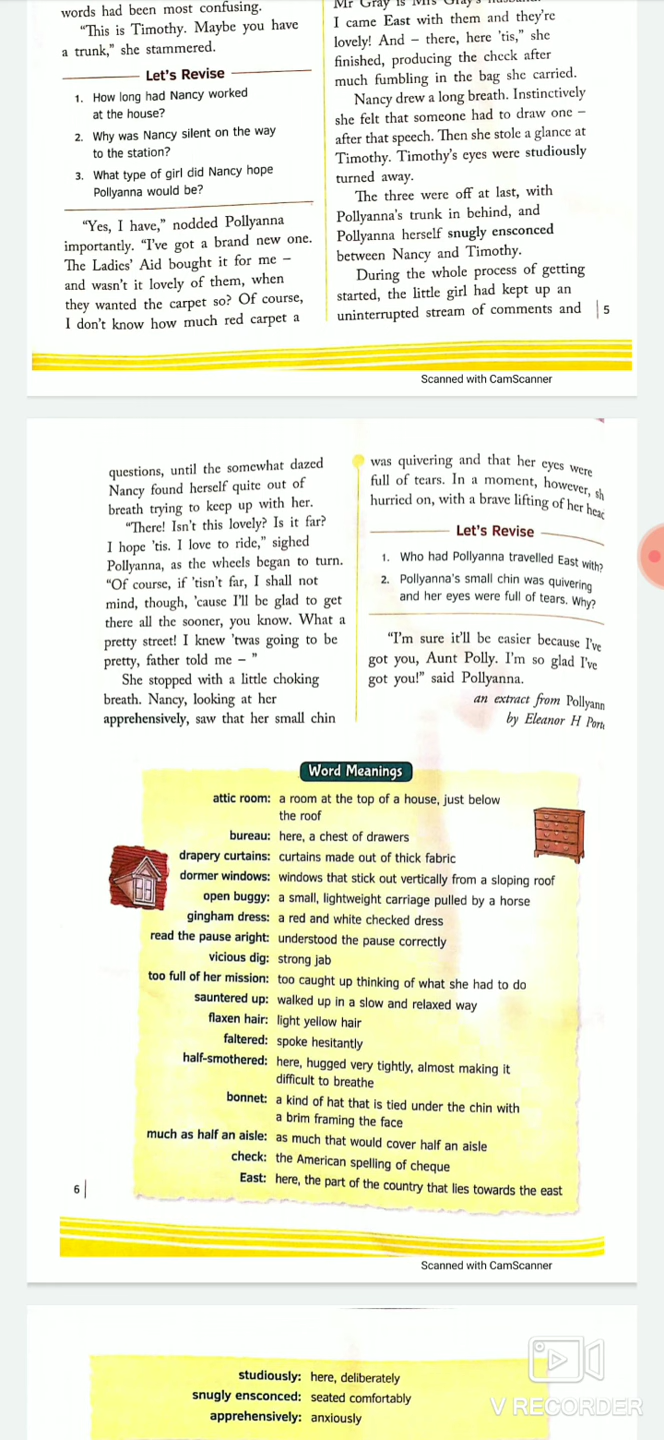 words had been most confusing.
"This is Timothy. Maybe you have
a trunk," she stammered.
Let's Revise
1. How long had Nancy worked
at the house?
2. Why was Nancy silent on the way
to the station?
3. What type of girl did Nancy hope
Pollyanna would be?
"Yes, I have," nodded Pollyanna
importantly. "I've got a brand new one.
The Ladies' Aid bought it for me –
and wasn't it lovely of them, when
they wanted the carpet so? Of course,
I don't know how much red carpet a
Mr Gray is Mrs Gray's husband.
I came East with them and they're
lovely! And – there, here 'tis," she
finished, producing the check after
much fumbling in the bag she carried.
Nancy drew a long breath. Instinctively
she felt that someone had to draw one –
after that speech. Then she stole a glance at
Timothy. Timothy's eyes were studiously
turned away.
The three were off at last, with
Pollyanna's trunk in behind, and
Pollyanna herself snugly ensconced
between Nancy and Timothy.
During the whole process of getting
started, the little girl had kept up an
uninterrupted stream of comments and
5
Scanned with CamScanner
questions, until the somewhat dazed
Nancy found herself quite out of
breath trying to keep up with her.
"There! Isn't this lovely? Is it far?
I hope 'tis. I love to ride," sighed
Pollyanna, as the wheels began to turn.
"Of course, if 'tisn't far, I shall not
mind, though, 'cause I'll be glad to get
there all the sooner, you know. What a
pretty street! I knew 'twas going to be
pretty, father told me – "
She stopped with a little choking
breath. Nancy, looking at her
apprehensively, saw that her small chin
was quivering and that her eyes were
full of tears. In a moment, however, sh
hurried on, with a brave lifting of her head
Let's Revise
1. Who had Pollyanna travelled East with?
2. Pollyanna's small chin was quivering
and her eyes were full of tears. Why?
"I'm sure it'll be easier because I've
got you, Aunt Polly. I'm so glad I've
got you!" said Pollyanna.
an extract from Pollyann
by Eleanor H Porte
Word Meanings
attic room: a room at the top of a house, just below
the roof
bureau: here, a chest of drawers
drapery curtains: curtains made out of thick fabric
dormer windows: windows that stick out vertically from a sloping roof
open buggy: a small, lightweight carriage pulled by a horse
gingham dress: a red and white checked dress
read the pause aright: understood the pause correctly
vicious dig: strong jab
too full of her mission: too caught up thinking of what she had to do
sauntered up: walked up in a slow and relaxed way
flaxen hair: light yellow hair
faltered: spoke hesitantly
half-smothered: here, hugged very tightly, almost making it
difficult to breathe
bonnet: a kind of hat that is tied under the chin with
a brim framing the face
much as half an aisle: as much that would cover half an aisle
check: the American spelling of cheque
East: here, the part of the country that lies towards the east
6
Scanned with CamScanner
studiously: here, deliberately
snugly ensconced: seated comfortably
apprehensively: anxiously
V RECORDER